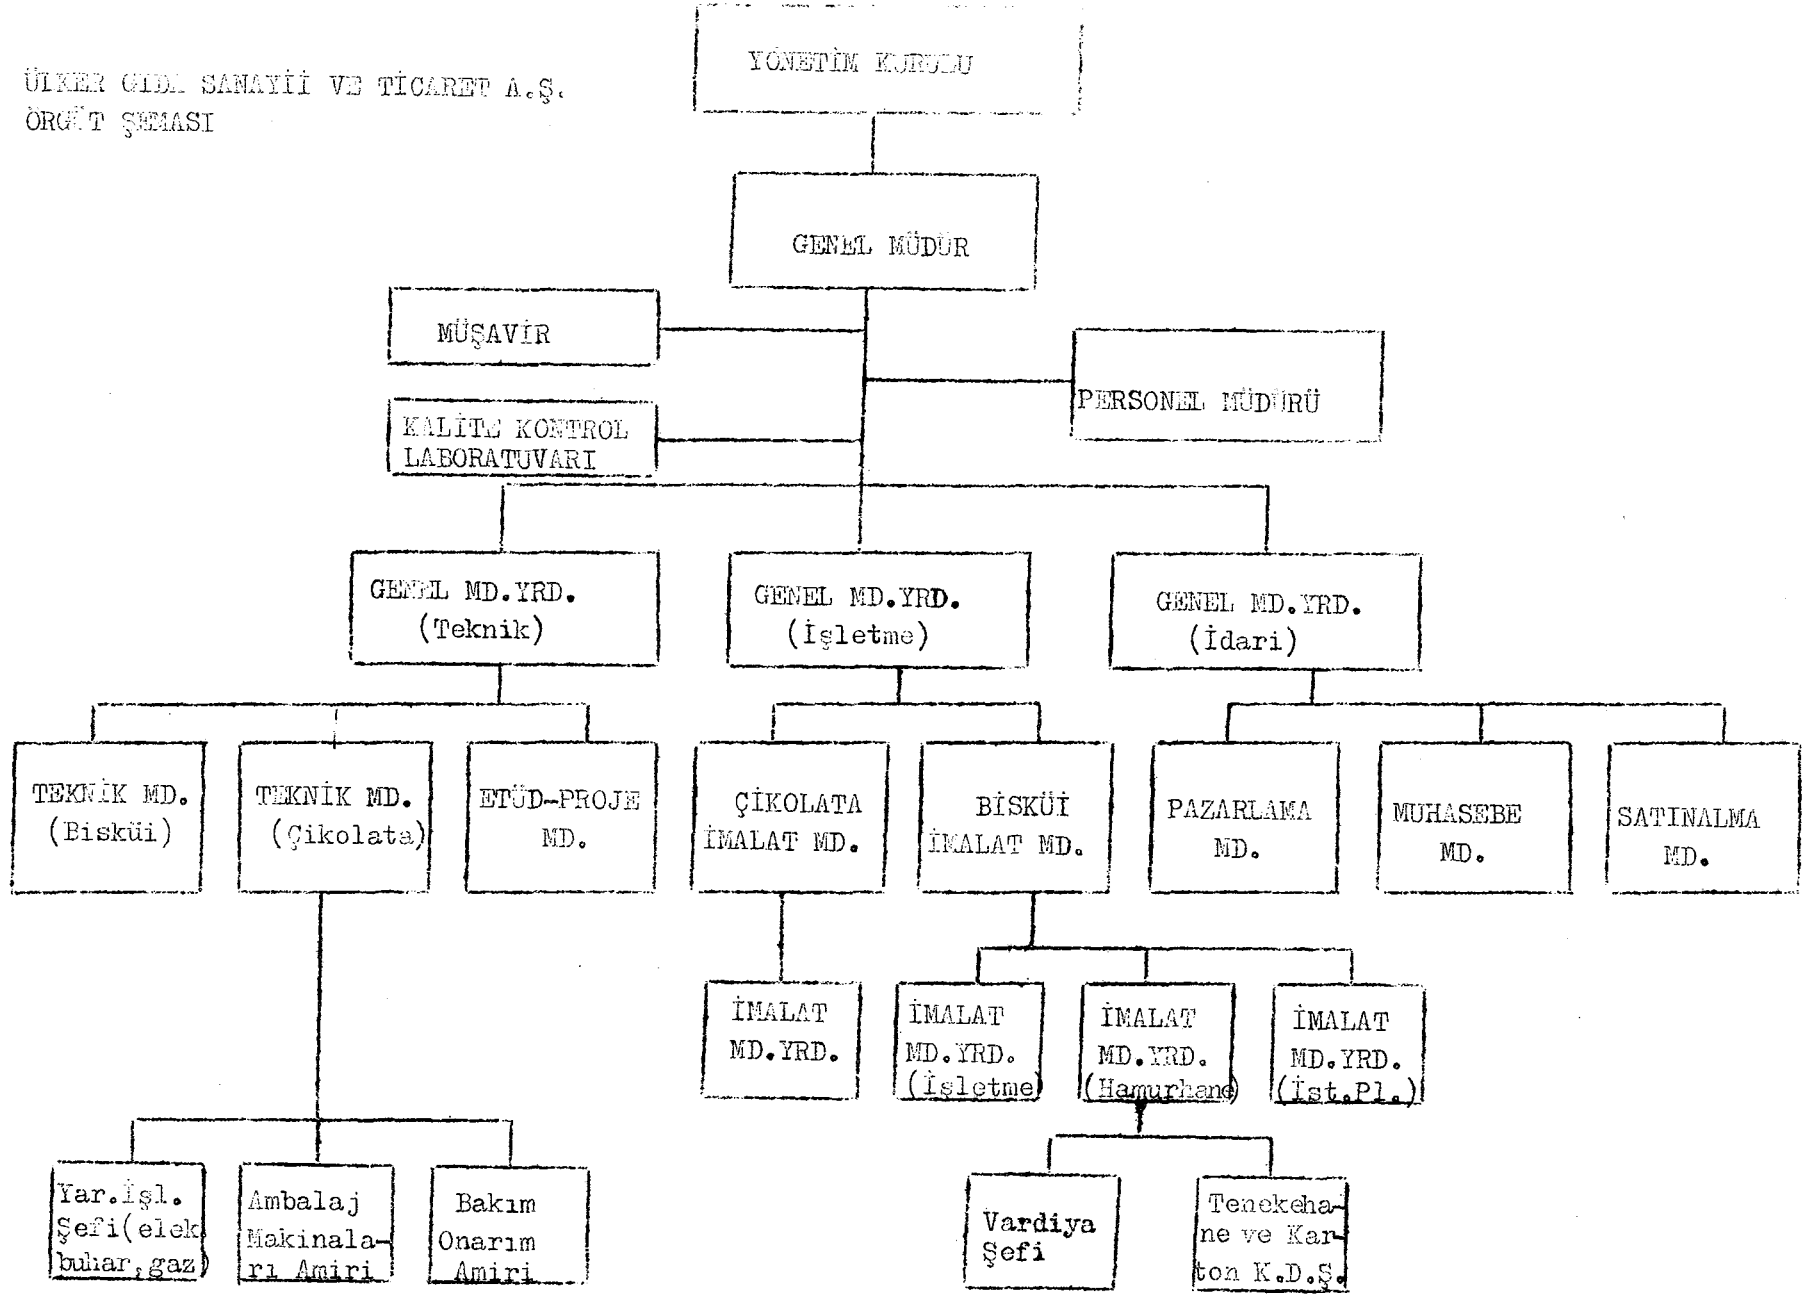 ÜLKER GIDA SANAYİİ VE TİCARET A.Ş.
ÖRGÜT ŞEMASI
YÖNETİM KURULU
GENEL MÜDÜR
MÜŞAVİR
PERSONEL MÜDÜRÜ
KALİTE KONTROL
LABORATUVARI
GENEL MD.YRD.
(Teknik)
GENEL MD.YRD.
(İşletme)
GENEL MD.YRD.
(İdari)
TEKNİK MD.
(Bisküi)
TEKNİK MD.
(Çikolata)
ETÜD-PROJE
MD.
ÇİKOLATA
İMALAT MD.
BİSKÜİ
İMALAT MD.
PAZARLAMA
MD.
MUHASEBE
MD.
SATINALMA
MD.
İMALAT
MD.YRD.
İMALAT
MD.YRD.
(İşletme)
İMALAT
MD.YRD.
(Hamurhane)
İMALAT
MD.YRD.
(İst.Pl.)
Yar.İşl.
Şefi(elek
buhar,gaz)
Ambalaj
Makinala-
rı Amiri
Bakım
Onarım
Amiri
Vardiya
Şefi
Tenekeha-
ne ve Kar-
ton K.D.Ş.